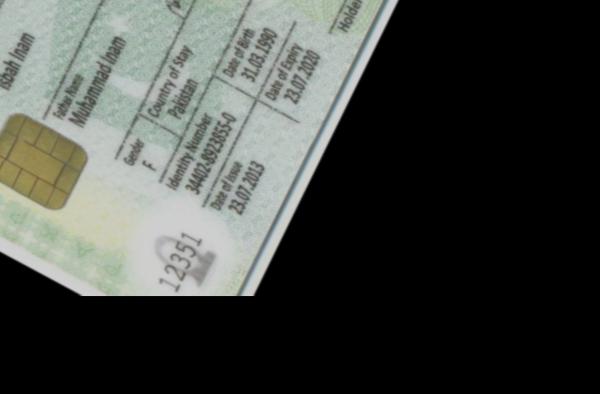 Isbah Inam
Father Name
Muhammad Inam
Gender
F
Country of Stay
Pakistan
Identity Number
34402-8923855-0
Date of Birth
31.03.1990
Date of Issue
23.07.2013
Date of Expiry
23.07.2020
Holder
12351